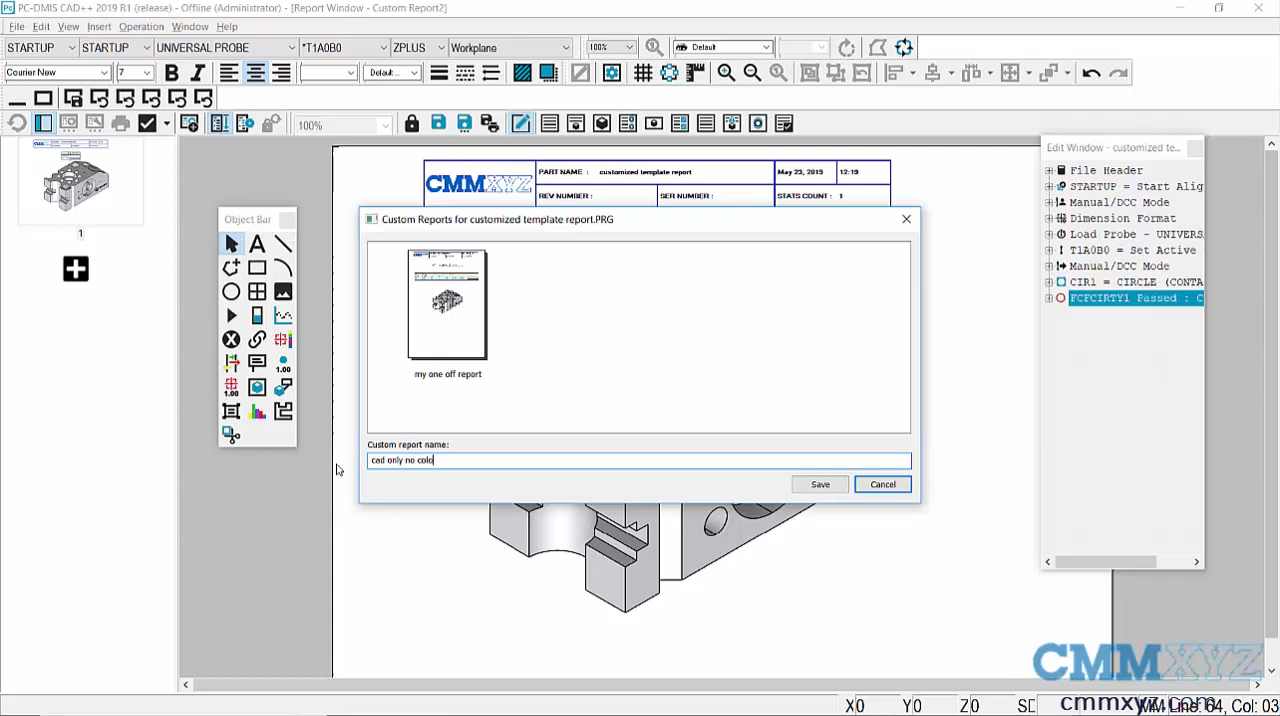 PC-DMIS CAD++ 2019 R1 (release) - Offline (Administrator) - [Report Window - Custom Report2]
File Edit View Insert Operation Window Help
STARTUP STARTUP UNIVERSAL PROBE *T1A0B0 ZPLUS Workplane 100% Default
Courier New 7 B I Default...
100%
1
Object Bar
A
1.00
1.00
CMMXYZ
PART NAME : customized template report May 23, 2019 12:19
REV NUMBER : SER NUMBER : STATS COUNT : 1
Custom Reports for customized template report.PRG
my one off report
Custom report name:
cad only no colo
Save Cancel
Edit Window - customized te...
File Header
STARTUP = Start Alig
Manual/DCC Mode
Dimension Format
Load Probe - UNIVERS
T1A0B0 = Set Active
Manual/DCC Mode
CIR1 = CIRCLE (CONTA
FCFCIRTY1 Passed : C
CMMXYZ
cmmxyz.com
X0 Y0 Z0 Line: 64, Col: 03